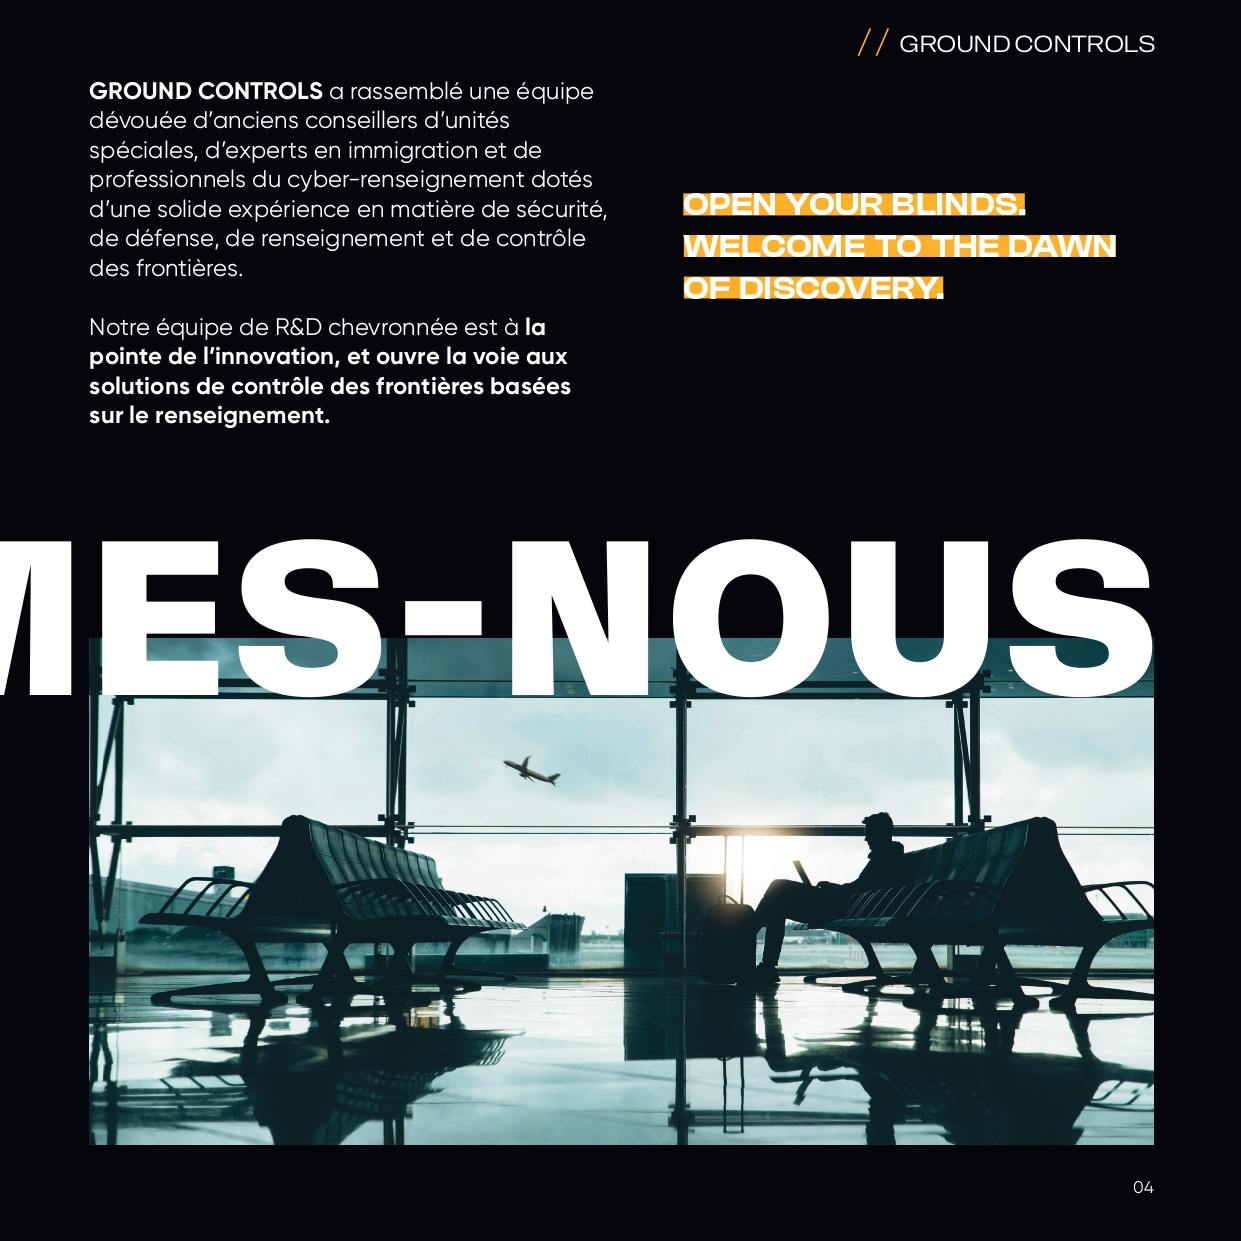 // GROUND CONTROLS
GROUND CONTROLS a rassemblé une équipe
dévouée d’anciens conseillers d’unités
spéciales, d’experts en immigration et de
professionnels du cyber-renseignement dotés
d’une solide expérience en matière de sécurité,
de défense, de renseignement et de contrôle
des frontières.
Notre équipe de R&D chevronnée est à la
pointe de l’innovation, et ouvre la voie aux
solutions de contrôle des frontières basées
sur le renseignement.
OPEN YOUR BLINDS.
WELCOME TO THE DAWN
OF DISCOVERY.
MES-NOUS
04